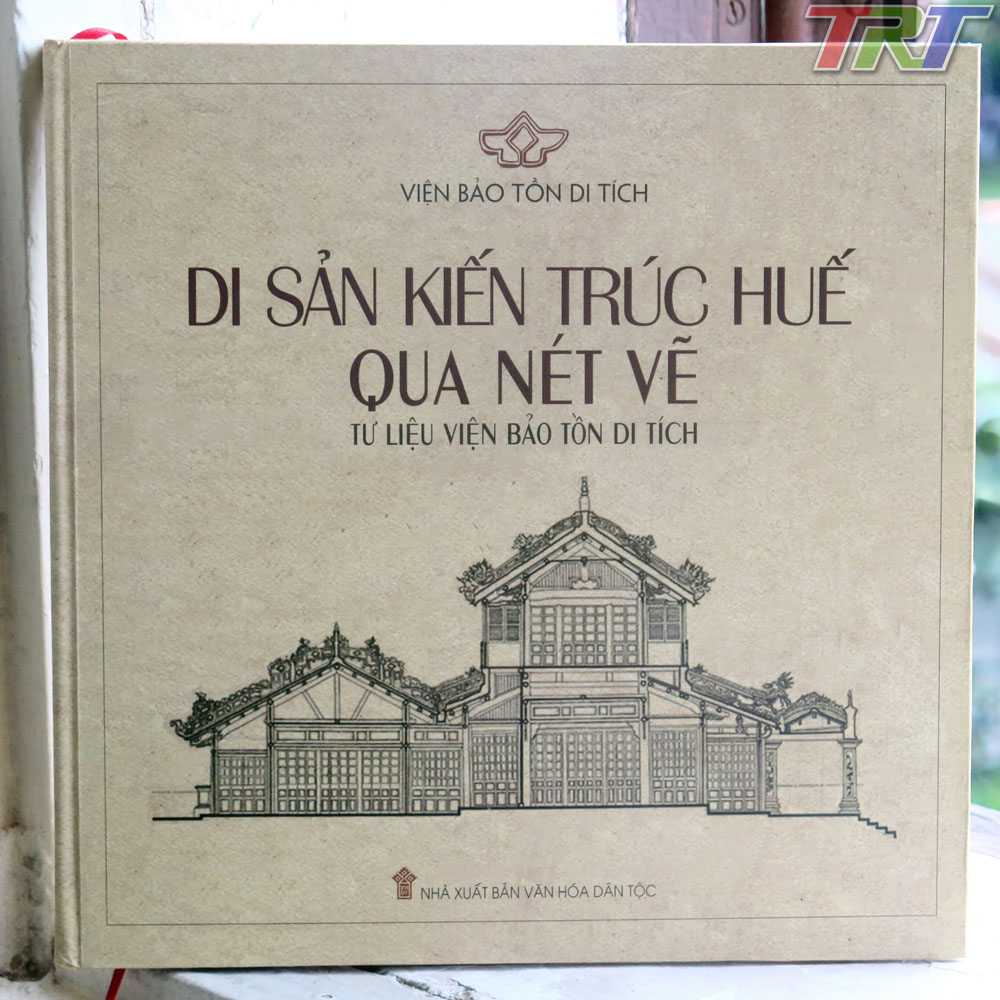 TRT
VIỆN BẢO TỒN DI TÍCH
DI SẢN KIẾN TRÚC HUẾ
QUA NÉT VẼ
TƯ LIỆU VIỆN BẢO TỒN DI TÍCH
NHÀ XUẤT BẢN VĂN HÓA DÂN TỘC